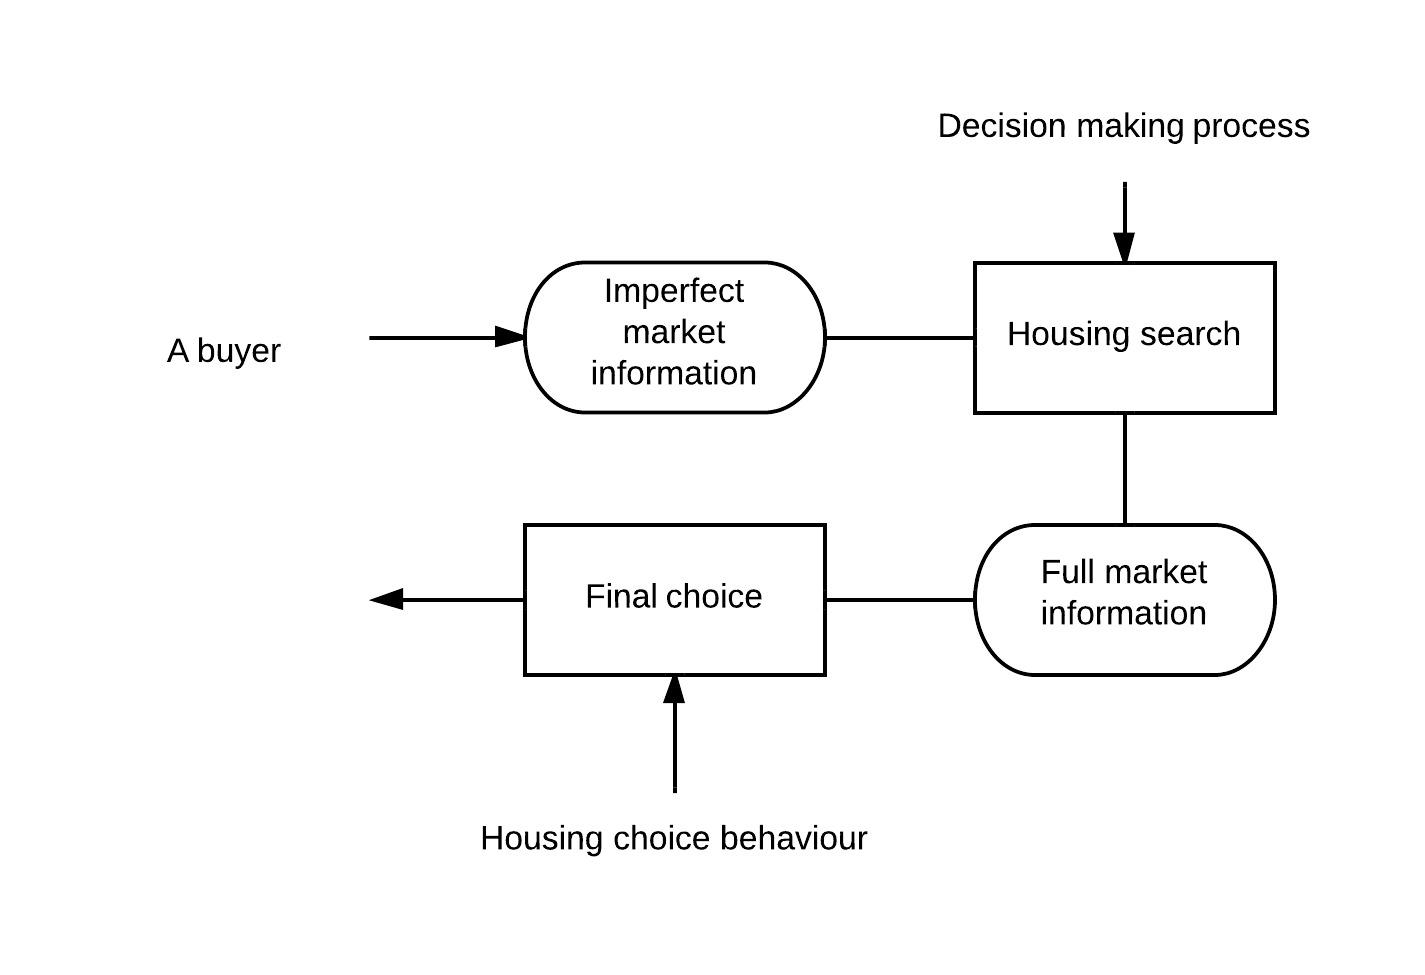 Decision making process
Imperfect
market
information
Housing search
A buyer
Final choice
Full market
information
Housing choice behaviour